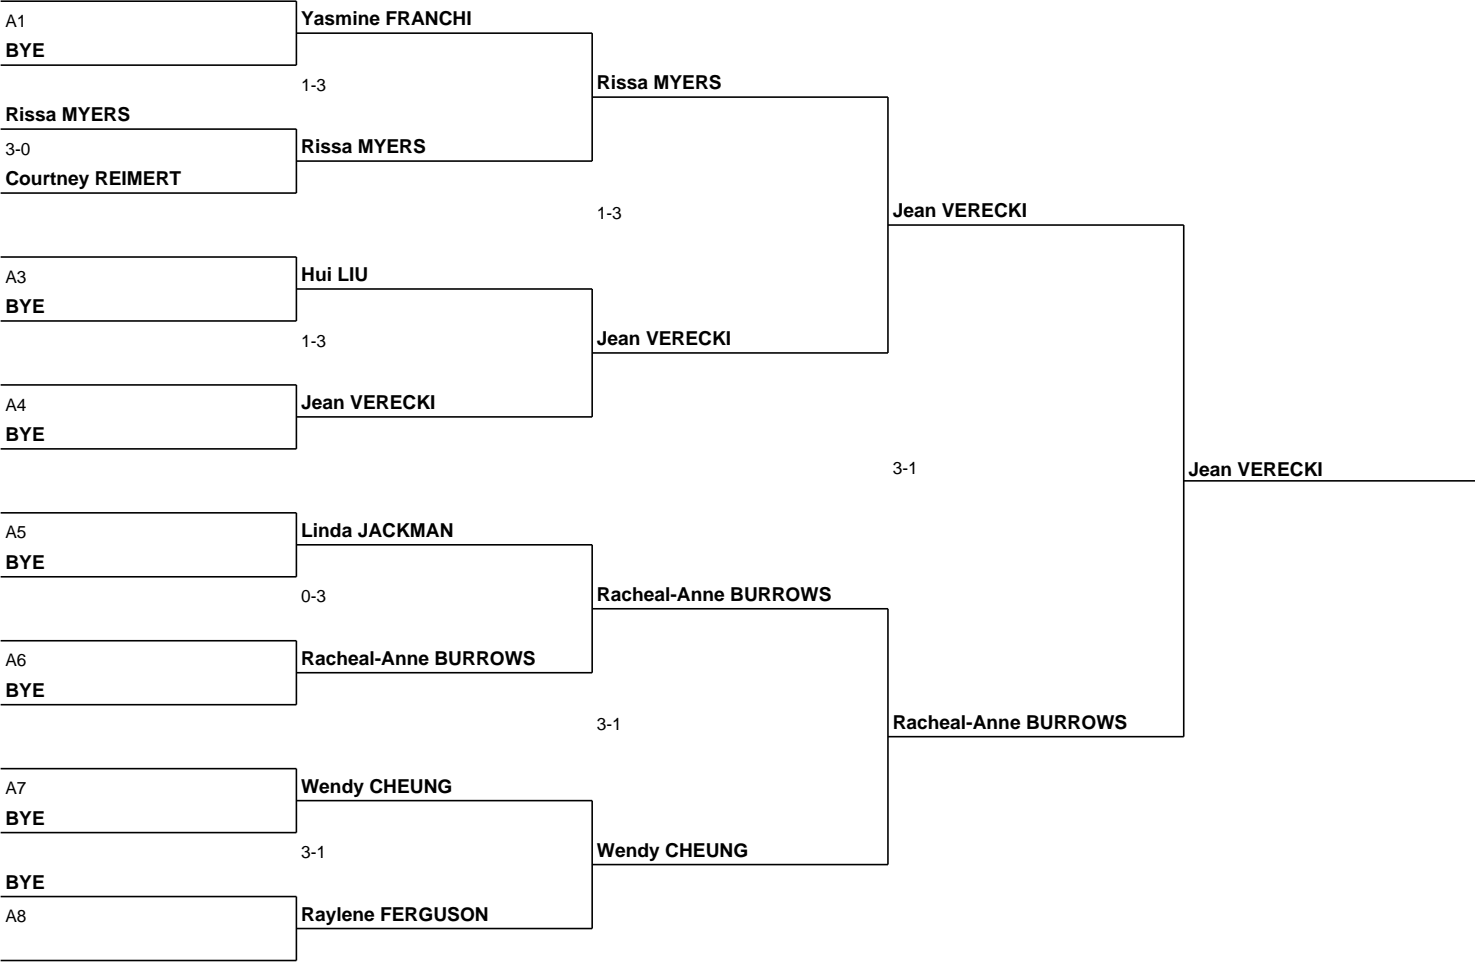 A1
BYE
Yasmine FRANCHI
1-3
Rissa MYERS
3-0
Courtney REIMERT
Rissa MYERS
Rissa MYERS
1-3
A3
BYE
Hui LIU
1-3
A4
BYE
Jean VERECKI
Jean VERECKI
Jean VERECKI
3-1
Jean VERECKI
A5
BYE
Linda JACKMAN
0-3
A6
BYE
Racheal-Anne BURROWS
Racheal-Anne BURROWS
3-1
Racheal-Anne BURROWS
A7
BYE
Wendy CHEUNG
3-1
BYE
A8
Raylene FERGUSON
Wendy CHEUNG